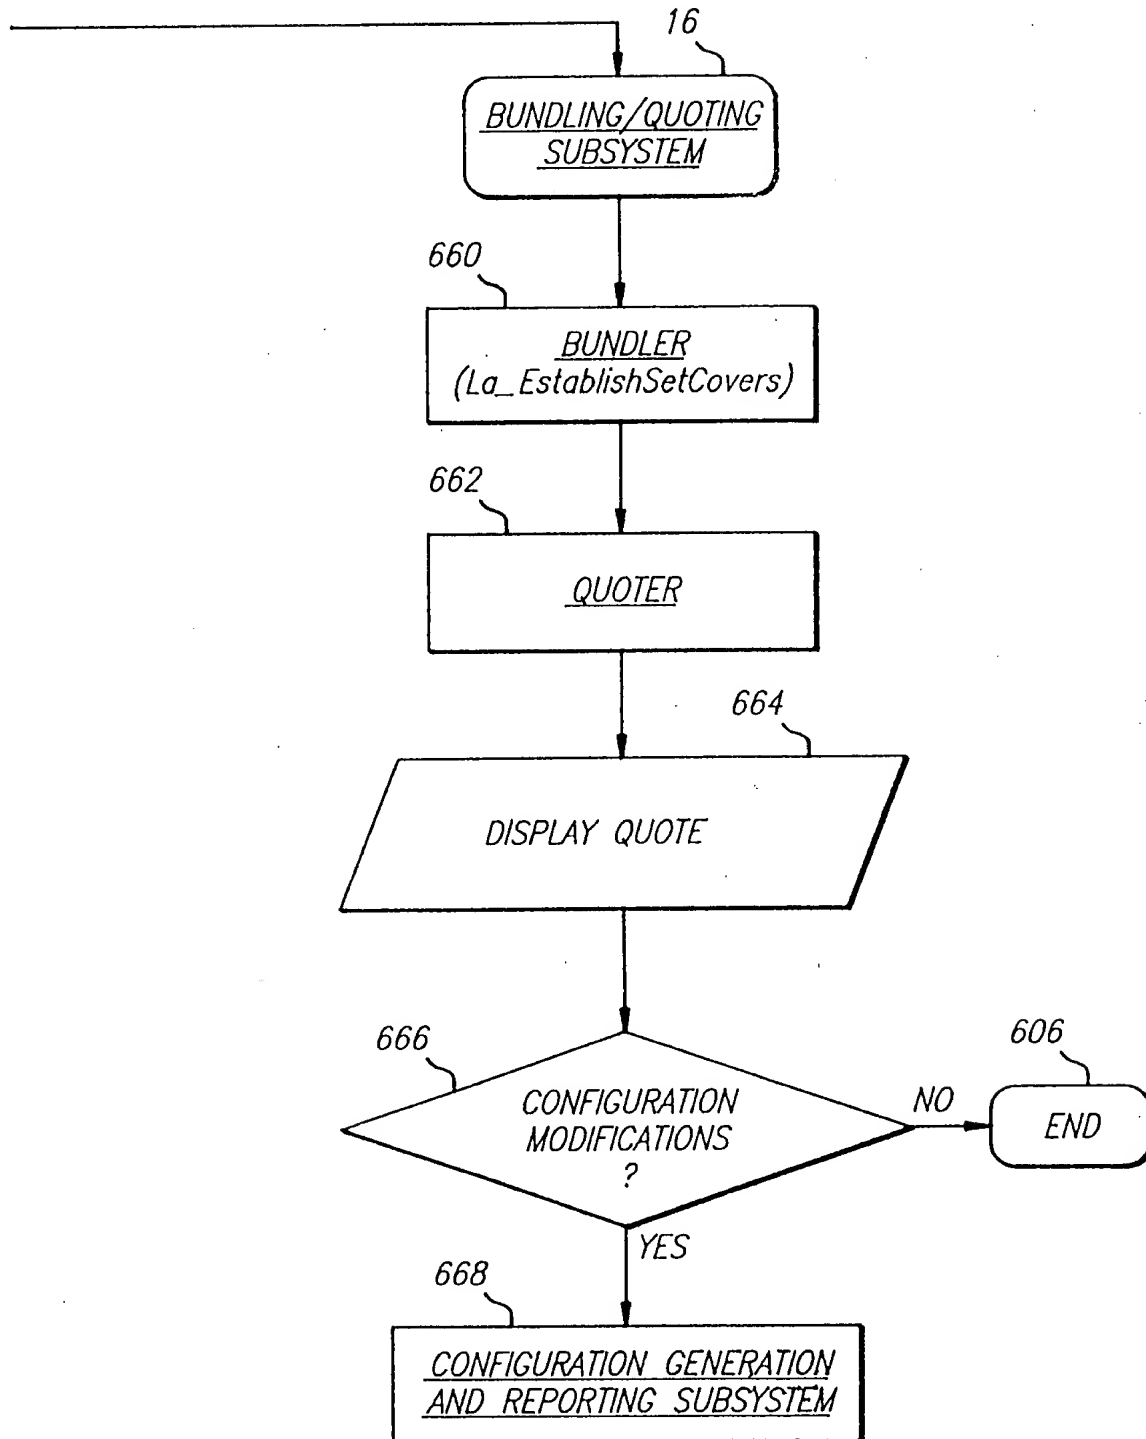 16
BUNDLING/QUOTING
SUBSYSTEM
660
BUNDLER
(La_EstablishSetCovers)
662
QUOTER
664
DISPLAY QUOTE
666
CONFIGURATION
MODIFICATIONS
?
NO
606
END
YES
668
CONFIGURATION GENERATION
AND REPORTING SUBSYSTEM